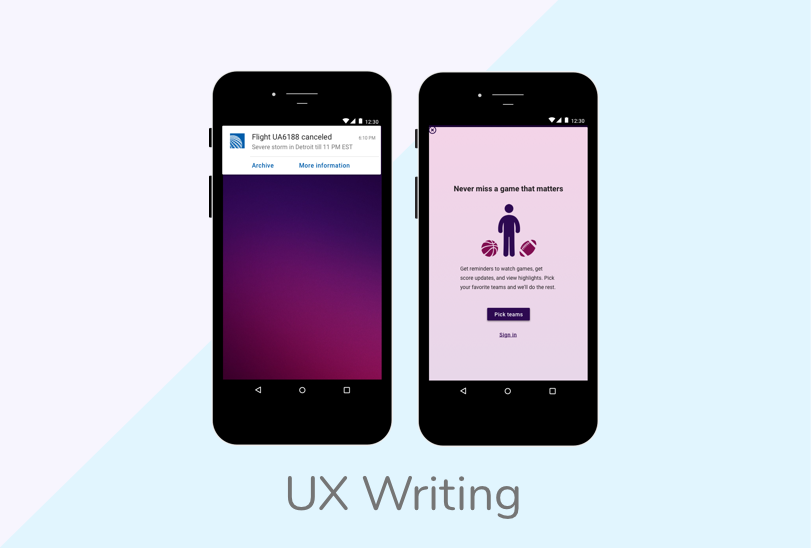 12:30
Flight UA6188 canceled
6:10 PM
Severe storm in Detroit till 11 PM EST
Archive More information
12:30
Never miss a game that matters
Get reminders to watch games, get
score updates, and view highlights. Pick
your favorite teams and we'll do the rest.
Pick teams
Sign in
UX Writing